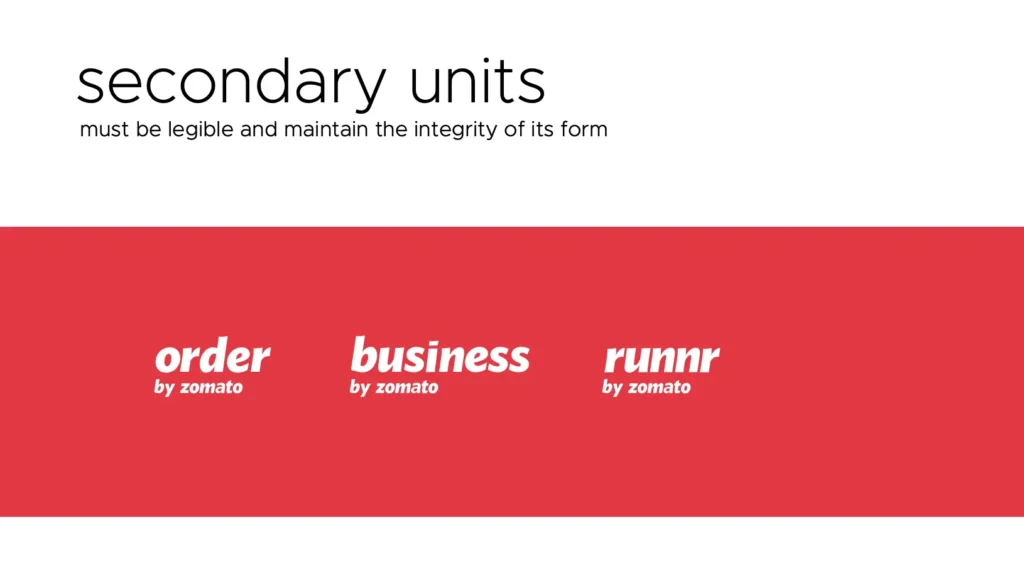 secondary units
must be legible and maintain the integrity of its form
order
by zomato
business
by zomato
runnr
by zomato